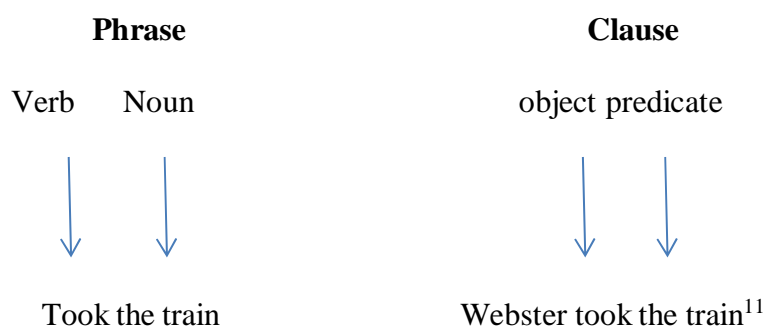 Phrase Clause
Verb Noun object predicate
Took the train Webster took the train11